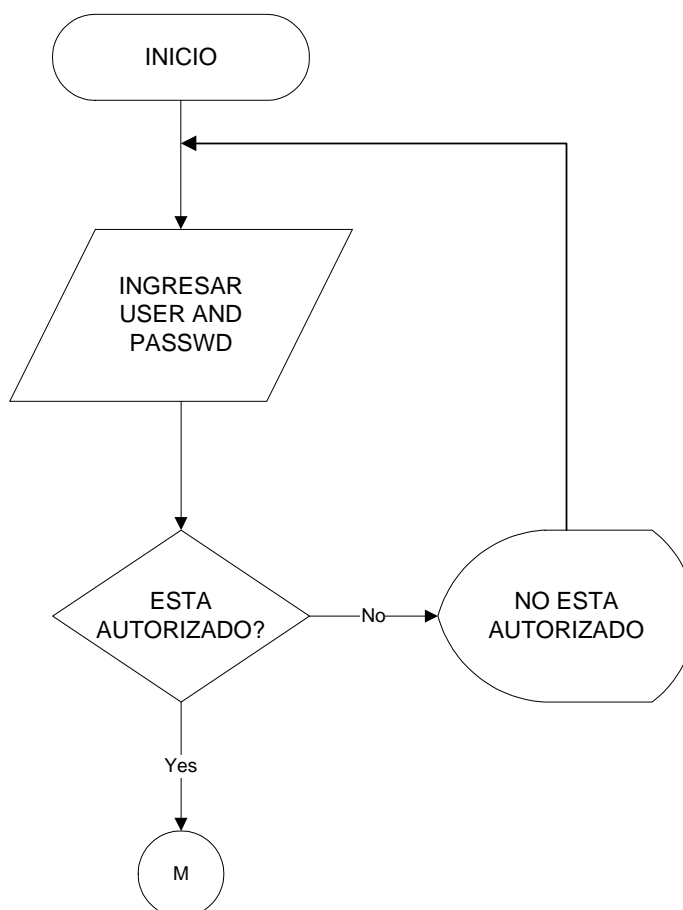 INICIO
INGRESAR
USER AND
PASSWD
ESTA
AUTORIZADO?
No
NO ESTA
AUTORIZADO
Yes
M